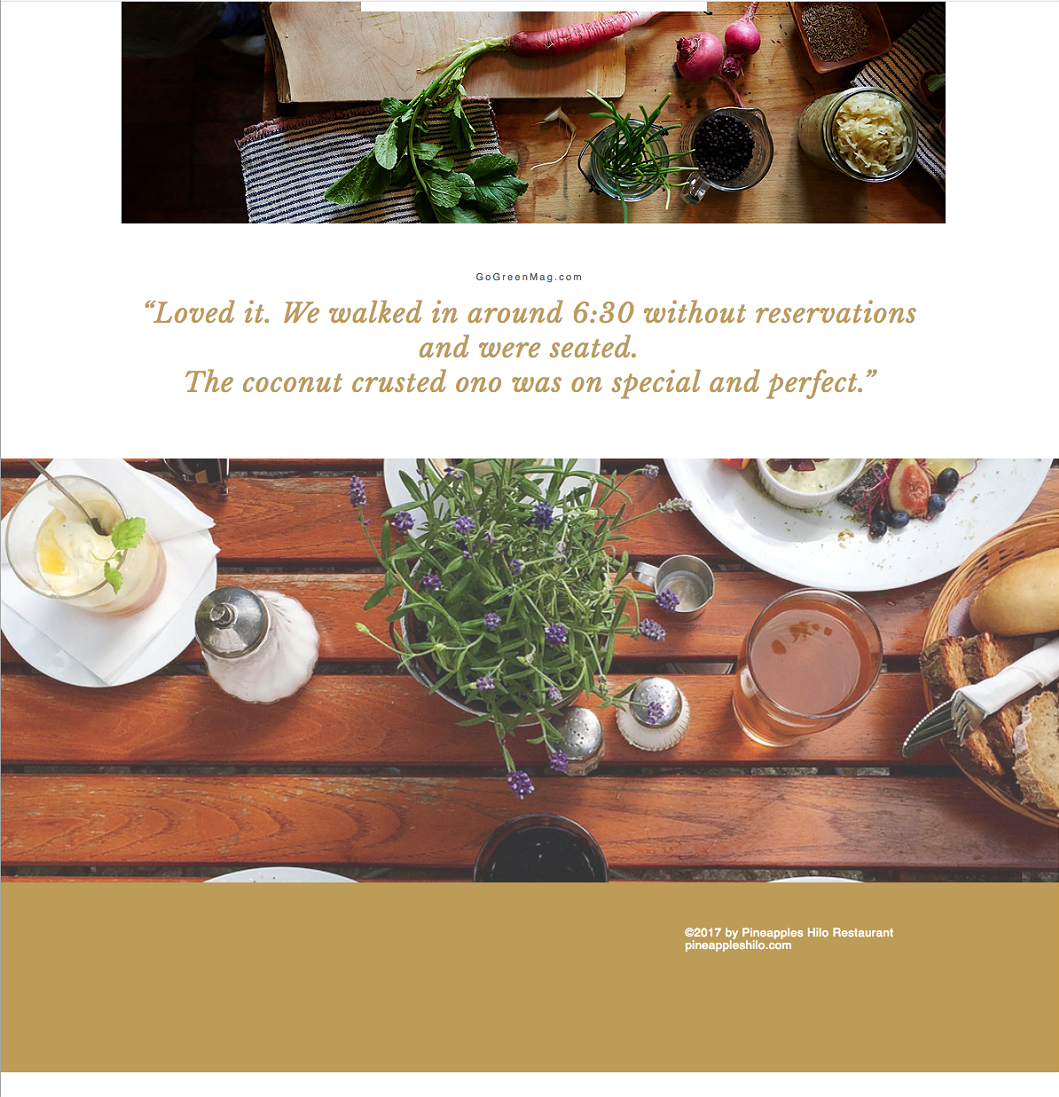 GoGreenMag.com
“Loved it. We walked in around 6:30 without reservations
and were seated.
The coconut crusted ono was on special and perfect.”
©2017 by Pineapples Hilo Restaurant
pineappleshilo.com